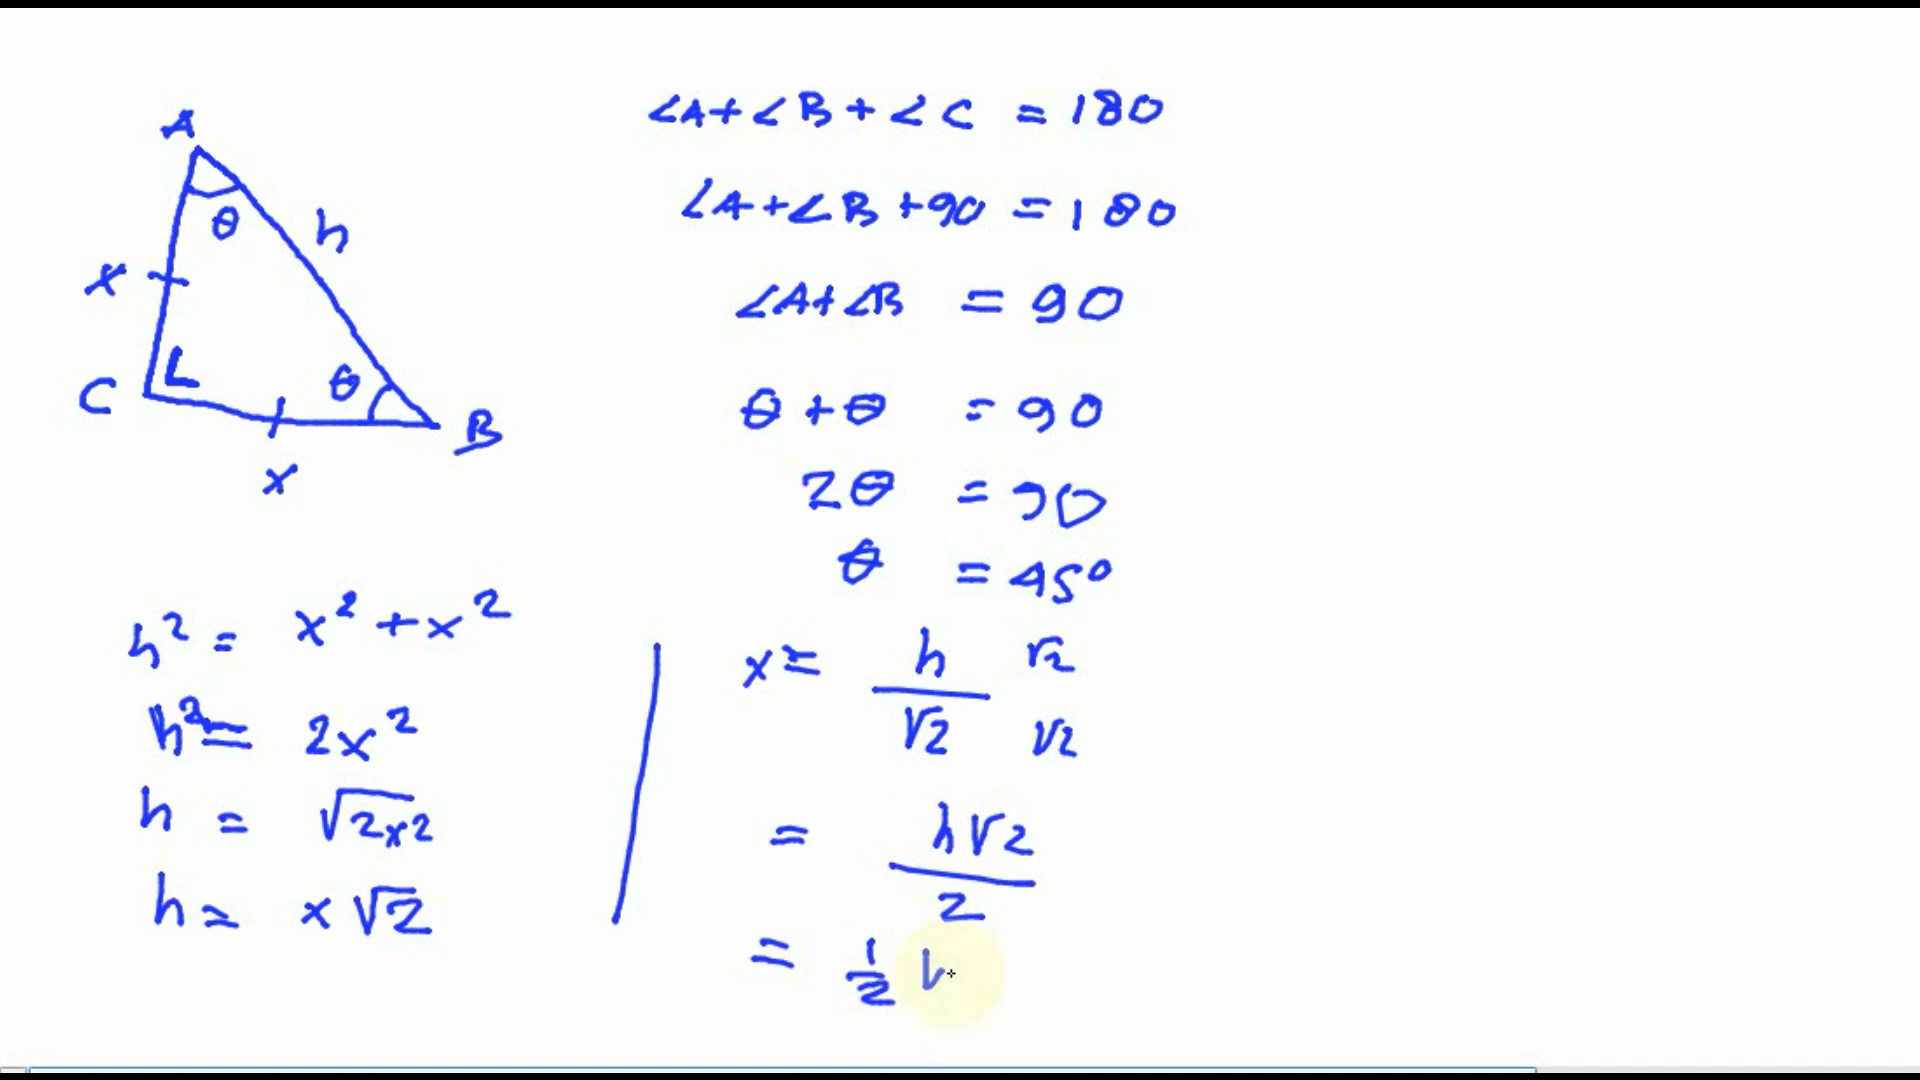 A
θ
h
x
C
θ
B
x
∠A+∠B+∠C = 180
∠A+∠B+90 = 180
∠A+∠B = 90
θ+θ = 90
2θ = 90
θ = 45°
h² = x²+x²
h² = 2x²
h = √2x²
h = x√2
x = h/√2 √2/√2
= h√2/2
= 1/2